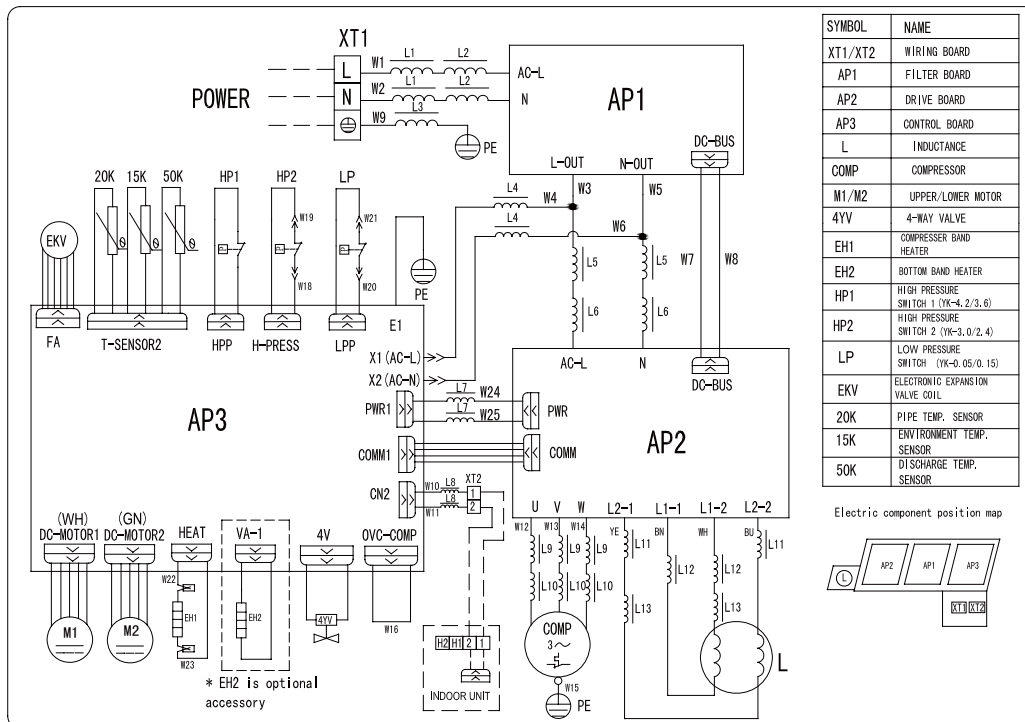 XT1
POWER
L
N
W1
L1
L2
W2
L1
L2
W9
L3
PE
AC-L
N
AP1
L-OUT
N-OUT
DC-BUS
W3
W5
L4
W4
L4
W6
W7
W8
L5
L5
L6
L6
20K
15K
50K
HP1
HP2
LP
W19
W21
W18
W20
EKV
PE
FA
T-SENSOR2
HPP
H-PRESS
LPP
E1
X1(AC-L)
X2(AC-N)
AP3
PWR1
L7
W24
L7
W25
PWR
COMM1
COMM
CN2
W10
L8
W11
L8
XT2
1
2
AC-L
N
DC-BUS
AP2
U
V
W
L2-1
L1-1
L1-2
L2-2
W12
W13
W14
YE
BN
WH
BU
L9
L9
L9
L10
L10
L10
L11
L12
L12
L11
L13
L13
COMP
3～
W15
PE
L
(WH)
DC-MOTOR1
(GN)
DC-MOTOR2
HEAT
VA-1
4V
OVC-COMP
M1
M2
W22
EH1
W23
EH2
4YV
W16
* EH2 is optional
accessory
H2
H1
2
1
INDOOR UNIT
SYMBOL NAME
XT1/XT2 WIRING BOARD
AP1 FILTER BOARD
AP2 DRIVE BOARD
AP3 CONTROL BOARD
L INDUCTANCE
COMP COMPRESSOR
M1/M2 UPPER/LOWER MOTOR
4YV 4-WAY VALVE
EH1 COMPRESSER BAND
HEATER
EH2 BOTTOM BAND HEATER
HP1 HIGH PRESSURE
SWITCH 1 (YK-4.2/3.6)
HP2 HIGH PRESSURE
SWITCH 2 (YK-3.0/2.4)
LP LOW PRESSURE
SWITCH (YK-0.05/0.15)
EKV ELECTRONIC EXPANSION
VALVE COIL
20K PIPE TEMP. SENSOR
15K ENVIRONMENT TEMP.
SENSOR
50K DISCHARGE TEMP.
SENSOR
Electric component position map
L
AP2
AP1
AP3
XT1
XT2